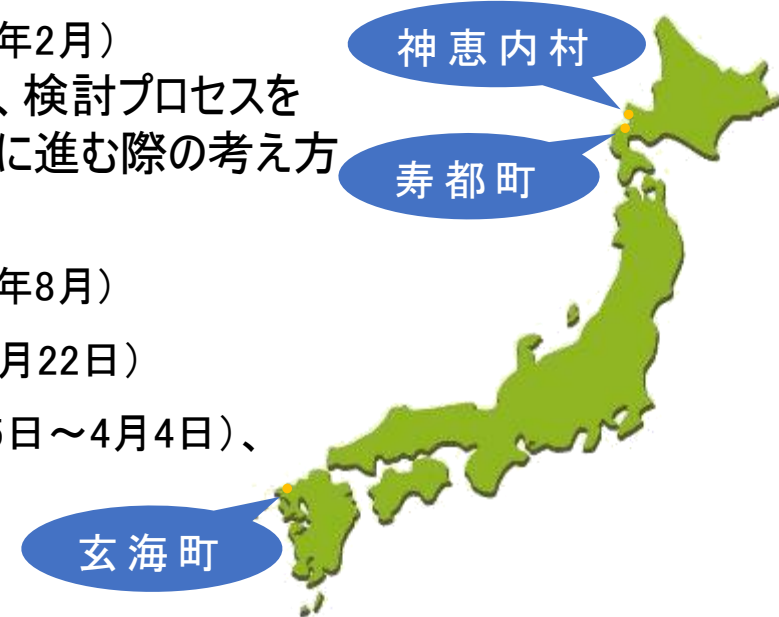 年2月）
、検討プロセスを
に進む際の考え方
年8月）
月22日）
5日～4月4日）、
神恵内村
寿都町
玄海町